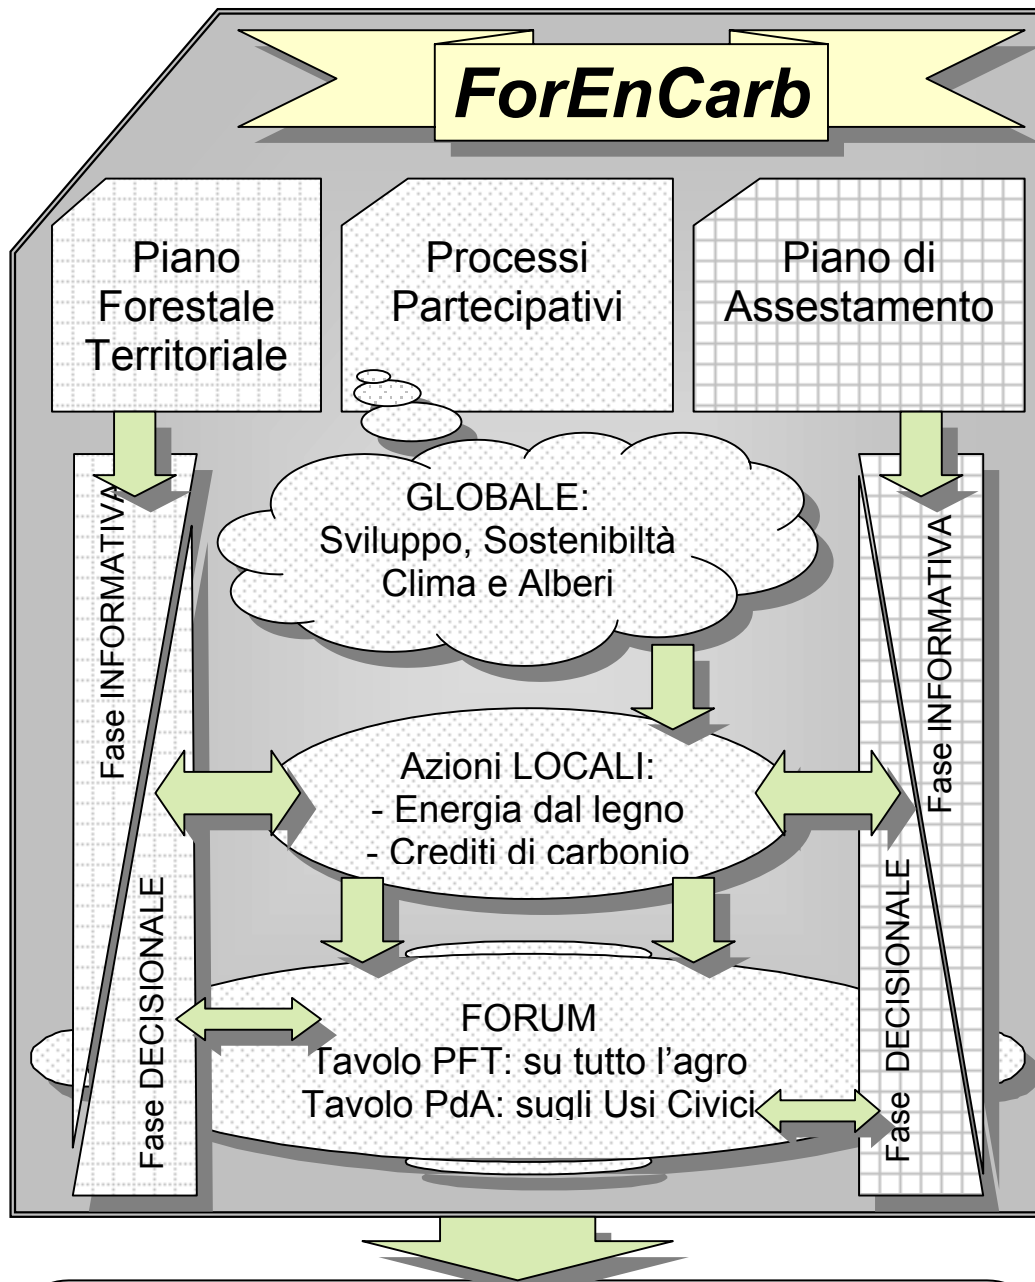 ForEnCarb
Piano
Forestale
Territoriale
Processi
Partecipativi
Piano di
Assestamento
GLOBALE:
Sviluppo, Sostenibiltà
Clima e Alberi
Fase INFORMATIVA
Fase DECISIONALE
Azioni LOCALI:
- Energia dal legno
- Crediti di carbonio
FORUM
Tavolo PFT: su tutto l'agro
Tavolo PdA: sugli Usi Civici
Fase INFORMATIVA
Fase DECISIONALE